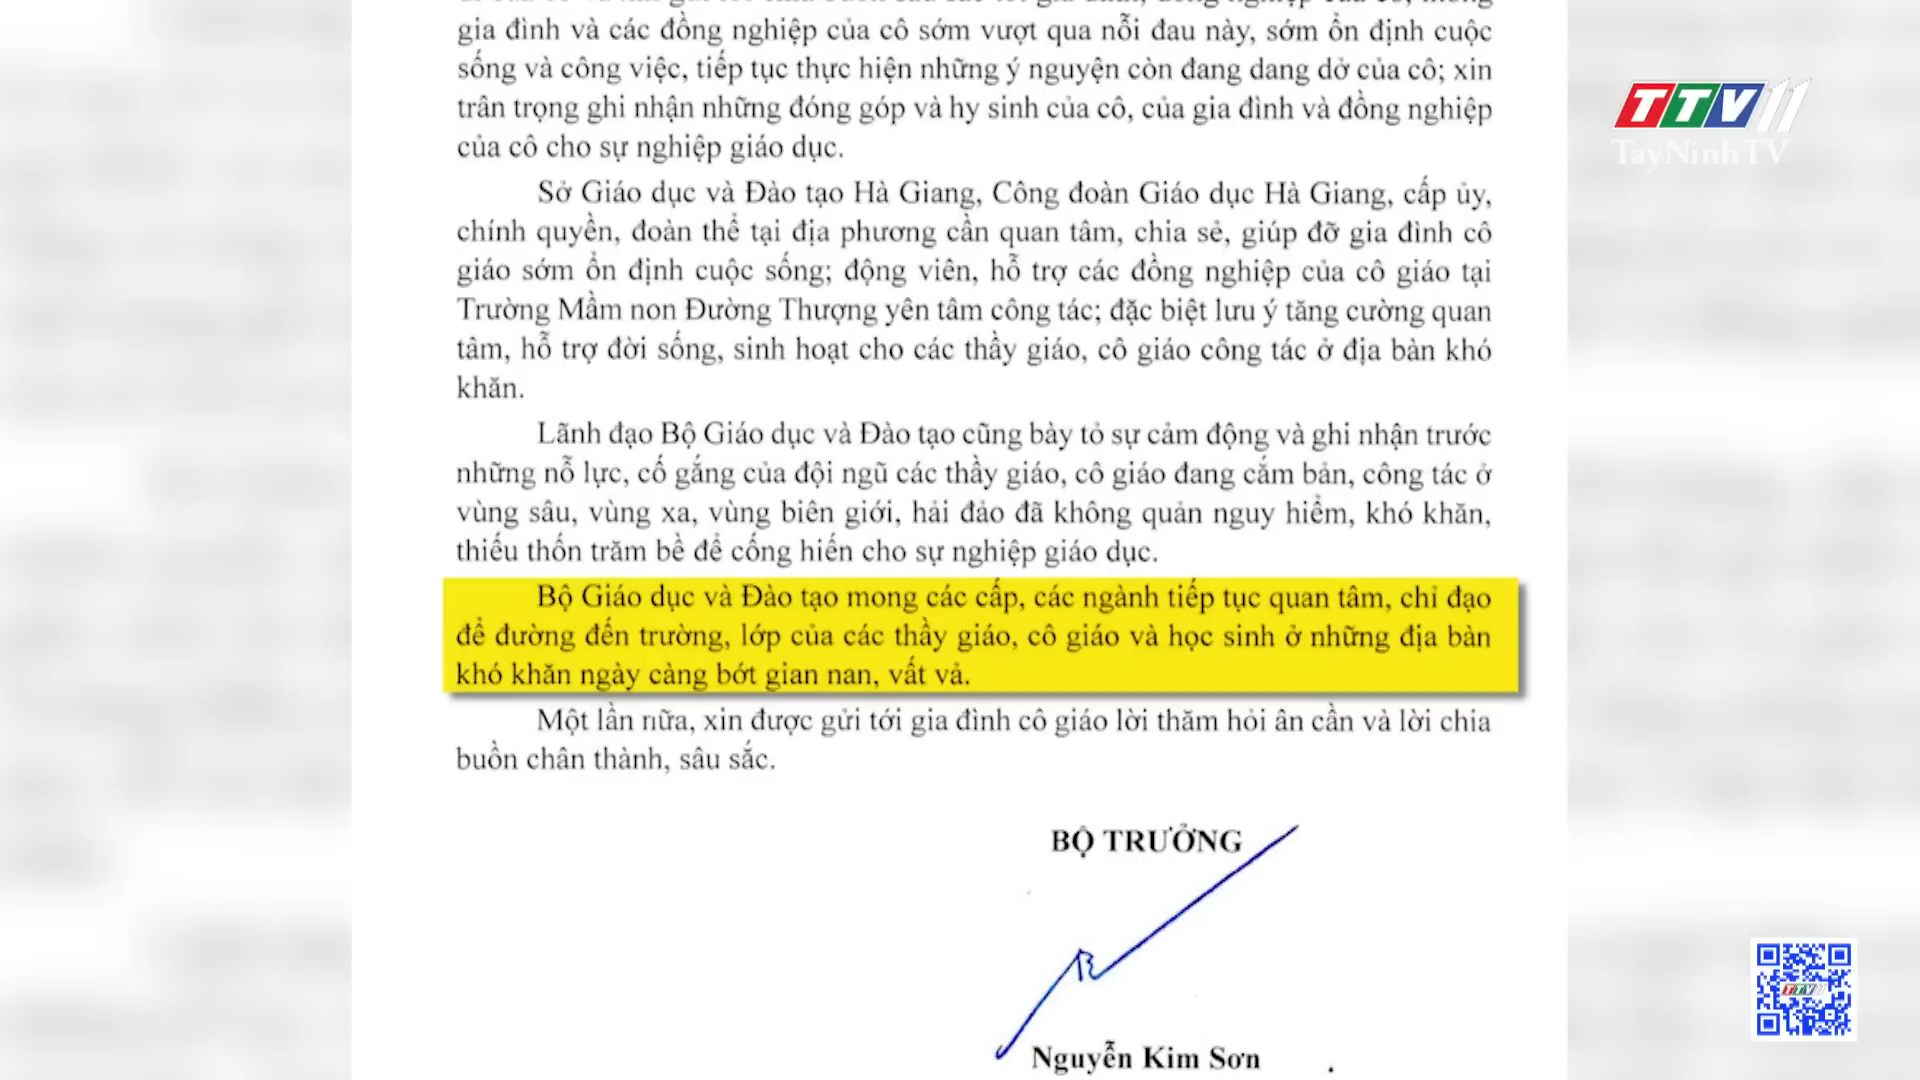 gia đình và các đồng nghiệp của cô sớm vượt qua nỗi đau này, sớm ổn định cuộc
sống và công việc, tiếp tục thực hiện những ý nguyện còn đang dang dở của cô; xin
trân trọng ghi nhận những đóng góp và hy sinh của cô, của gia đình và đồng nghiệp
của cô cho sự nghiệp giáo dục.
TTV11
TayNinhTV
Sở Giáo dục và Đào tạo Hà Giang, Công đoàn Giáo dục Hà Giang, cấp ủy,
chính quyền, đoàn thể tại địa phương cần quan tâm, chia sẻ, giúp đỡ gia đình cô
giáo sớm ổn định cuộc sống; động viên, hỗ trợ các đồng nghiệp của cô giáo tại
Trường Mầm non Đường Thượng yên tâm công tác; đặc biệt lưu ý tăng cường quan
tâm, hỗ trợ đời sống, sinh hoạt cho các thầy giáo, cô giáo công tác ở địa bàn khó
khăn.
Lãnh đạo Bộ Giáo dục và Đào tạo cũng bày tỏ sự cảm động và ghi nhận trước
những nỗ lực, cố gắng của đội ngũ các thầy giáo, cô giáo đang cắm bản, công tác ở
vùng sâu, vùng xa, vùng biên giới, hải đảo đã không quản nguy hiểm, khó khăn,
thiếu thốn trăm bề để cống hiến cho sự nghiệp giáo dục.
Bộ Giáo dục và Đào tạo mong các cấp, các ngành tiếp tục quan tâm, chỉ đạo
để đường đến trường, lớp của các thầy giáo, cô giáo và học sinh ở những địa bàn
khó khăn ngày càng bớt gian nan, vất vả.
Một lần nữa, xin được gửi tới gia đình cô giáo lời thăm hỏi ân cần và lời chia
buồn chân thành, sâu sắc.
BỘ TRƯỞNG
Nguyễn Kim Sơn
TTV11